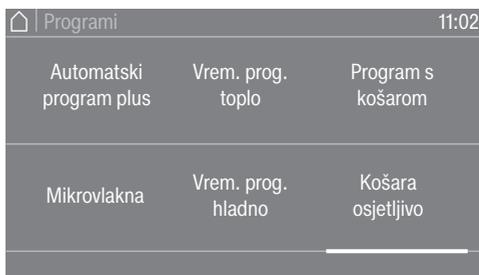 Programi
11:02
Automatski
program plus
Vrem. prog.
toplo
Program s
košarom
Mikrovlakna
Vrem. prog.
hladno
Košara
osjetljivo